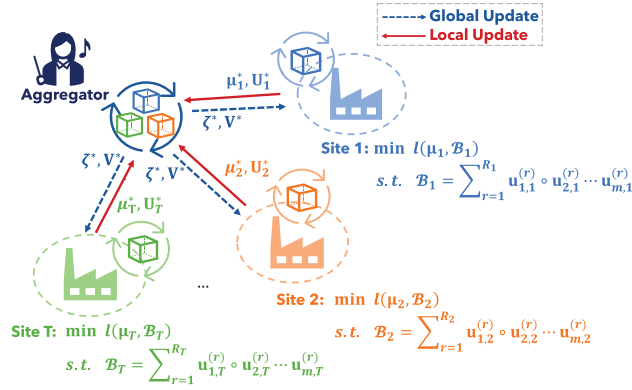 Global Update
Local Update
Aggregator
μ₁*, U₁*
ζ*, V*
Site 1: min l(μ₁, ℬ₁)
s.t. ℬ₁ = ∑_{r=1}^{R₁} u_{1,1}^{(r)} ∘ u_{2,1}^{(r)} ⋯ u_{m,1}^{(r)}
ζ*, V*
ζ*, V*
μ₂*, U₂*
μ_T*, U_T*
...
Site 2: min l(μ₂, ℬ₂)
s.t. ℬ₂ = ∑_{r=1}^{R₂} u_{1,2}^{(r)} ∘ u_{2,2}^{(r)} ⋯ u_{m,2}^{(r)}
Site T: min l(μ_T, ℬ_T)
s.t. ℬ_T = ∑_{r=1}^{R_T} u_{1,T}^{(r)} ∘ u_{2,T}^{(r)} ⋯ u_{m,T}^{(r)}